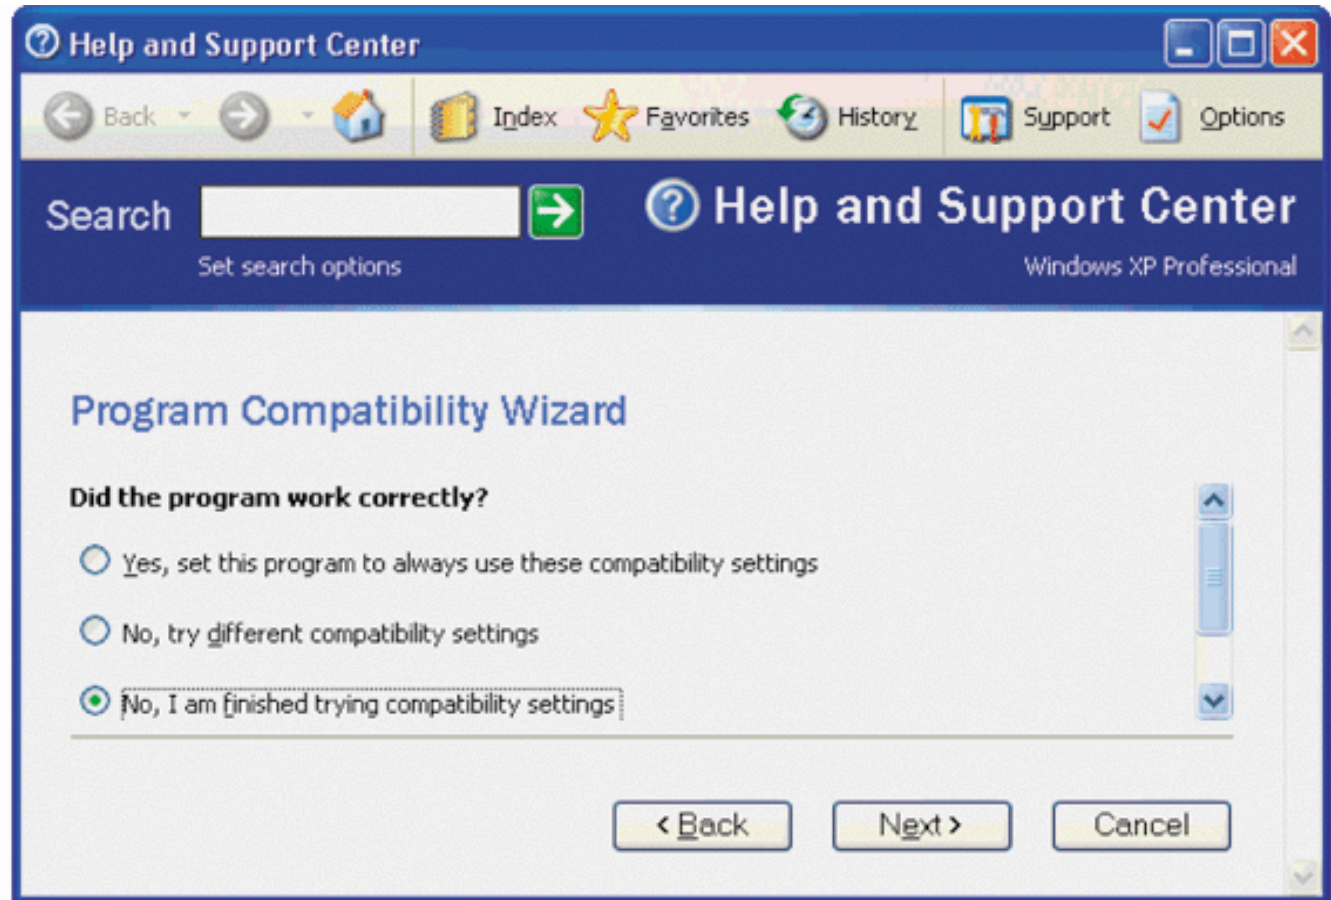 Help and Support Center
Back Index Favorites History Support Options
Search
Help and Support Center
Set search options
Windows XP Professional
Program Compatibility Wizard
Did the program work correctly?
Yes, set this program to always use these compatibility settings
No, try different compatibility settings
No, I am finished trying compatibility settings
< Back Next > Cancel